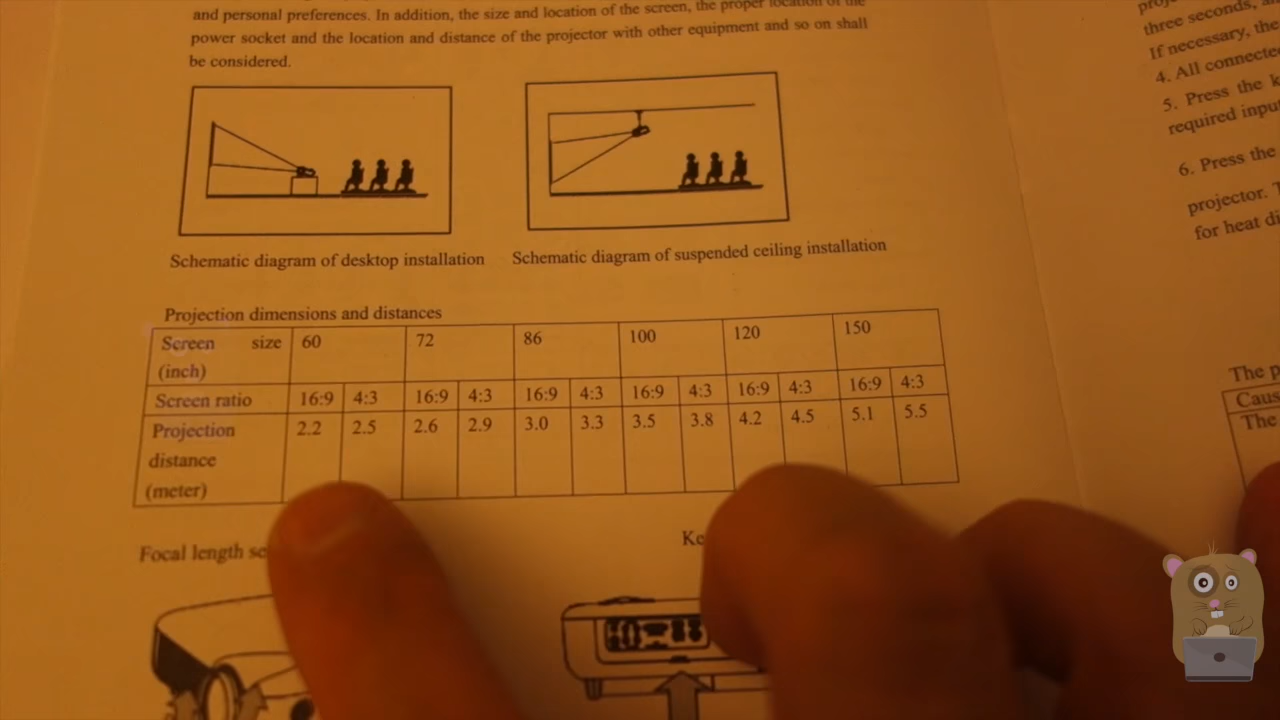 and personal preferences. In addition, the size and location of the screen, the proper location of the
power socket and the location and distance of the projector with other equipment and so on shall
be considered.
Schematic diagram of desktop installation
Schematic diagram of suspended ceiling installation
Projection dimensions and distances
Screen size (inch) 60 72 86 100 120 150
Screen ratio 16:9 4:3 16:9 4:3 16:9 4:3 16:9 4:3 16:9 4:3 16:9 4:3
Projection distance (meter) 2.2 2.5 2.6 2.9 3.0 3.3 3.5 3.8 4.2 4.5 5.1 5.5
Focal length
three seconds,
If necessary, the
4. All connecte
5. Press the
required inpu
6. Press the
projector.
for heat di
The p
Caus
The